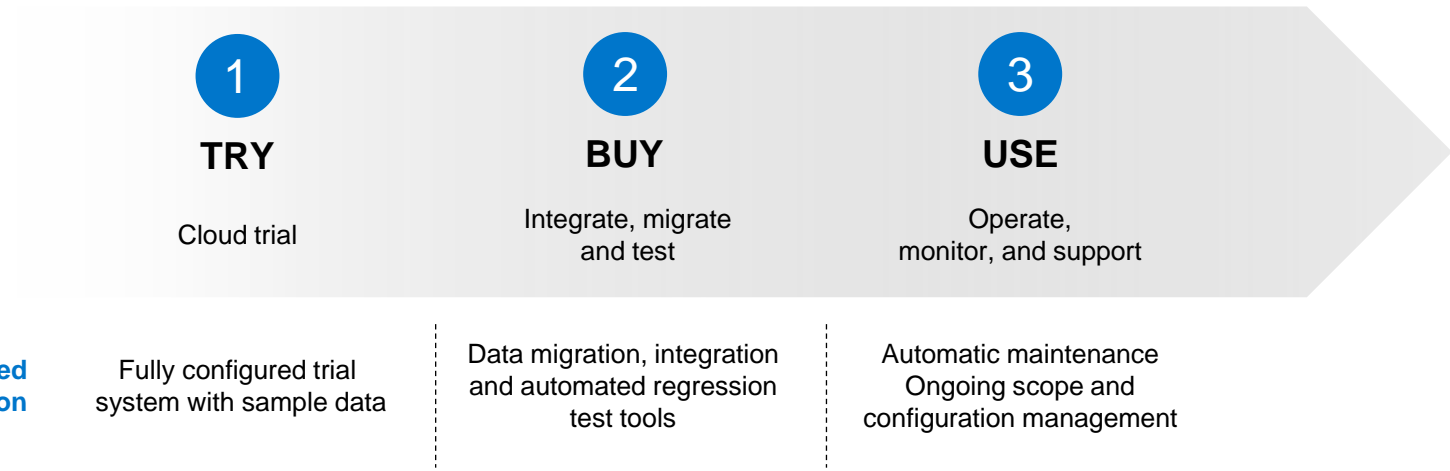 1
TRY
Cloud trial
2
BUY
Integrate, migrate
and test
3
USE
Operate,
monitor, and support
ed
on
Fully configured trial
system with sample data
Data migration, integration
and automated regression
test tools
Automatic maintenance
Ongoing scope and
configuration management